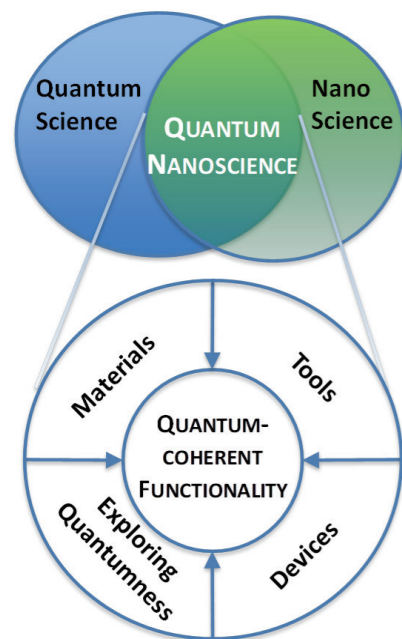 Quantum
Science
QUANTUM
NANOSCIENCE
Nano
Science
Materials
Tools
QUANTUM-
COHERENT
FUNCTIONALITY
Exploring
Quantumness
Devices